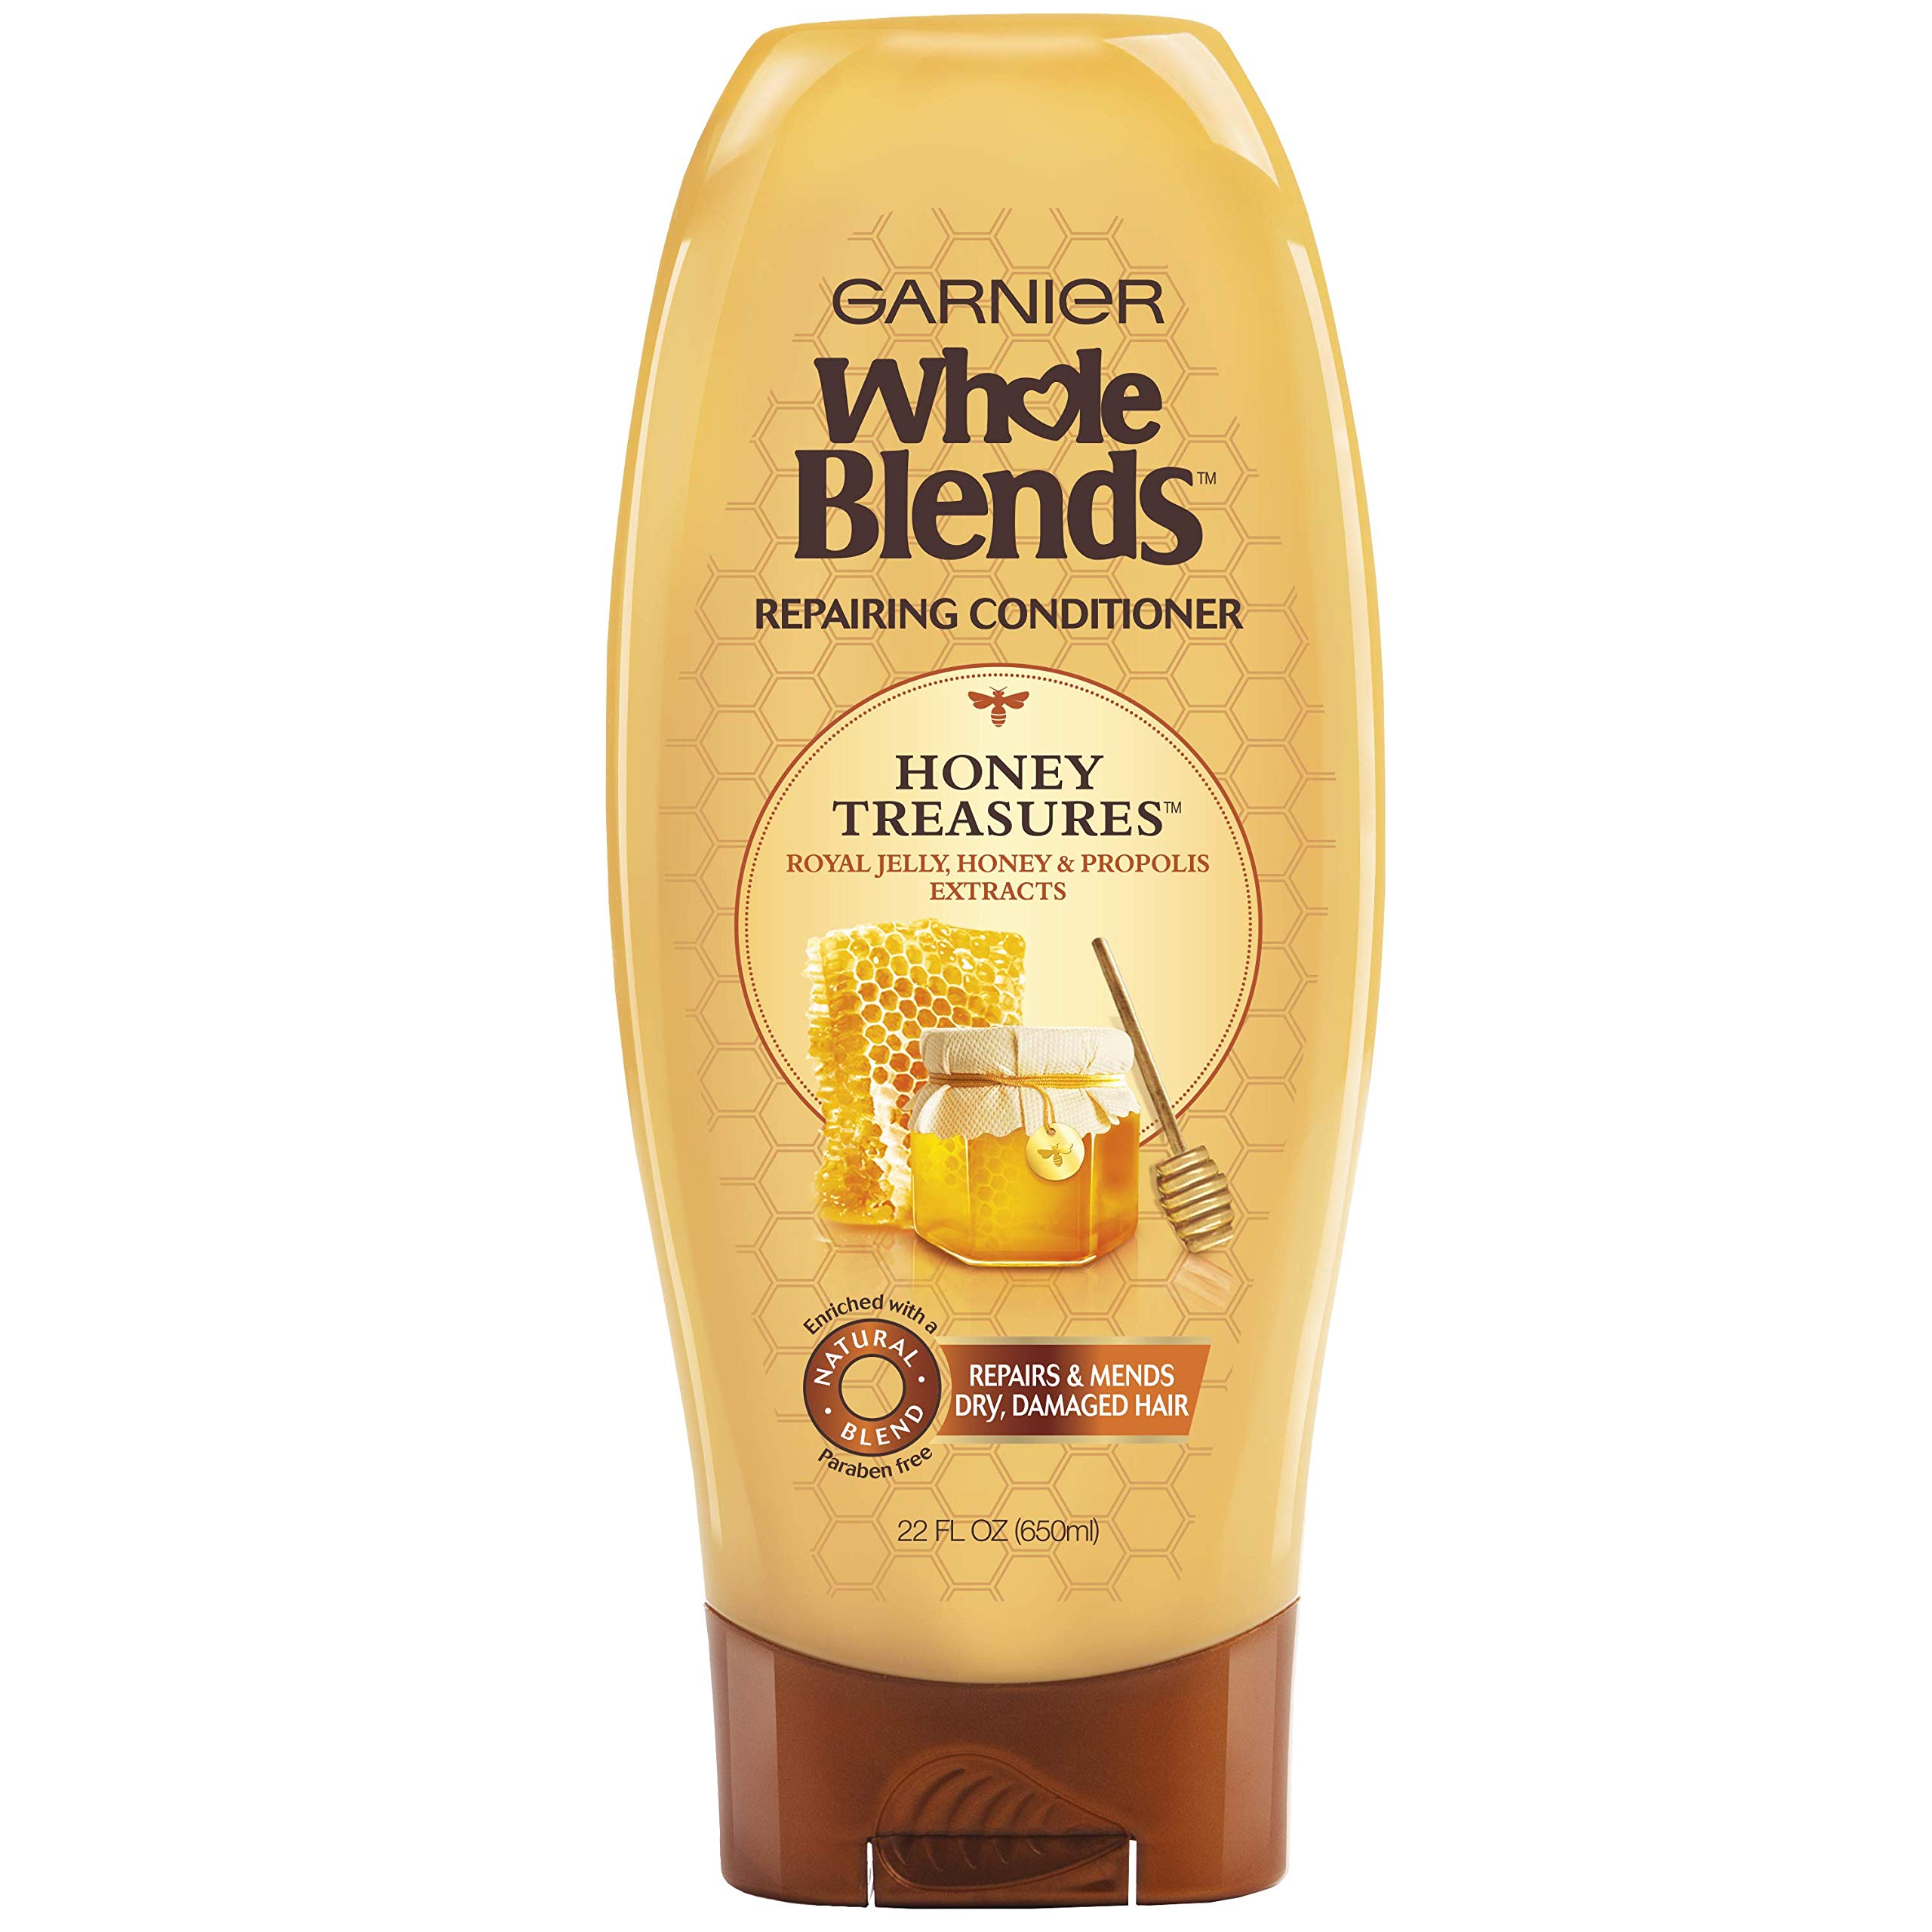 GARNIER
Whole
Blends™
REPAIRING CONDITIONER
HONEY
TREASURES™
ROYAL JELLY, HONEY & PROPOLIS
EXTRACTS
Enriched with a
NATURAL
BLEND
Paraben free
REPAIRS & MENDS
DRY, DAMAGED HAIR
22 FL OZ (650ml)